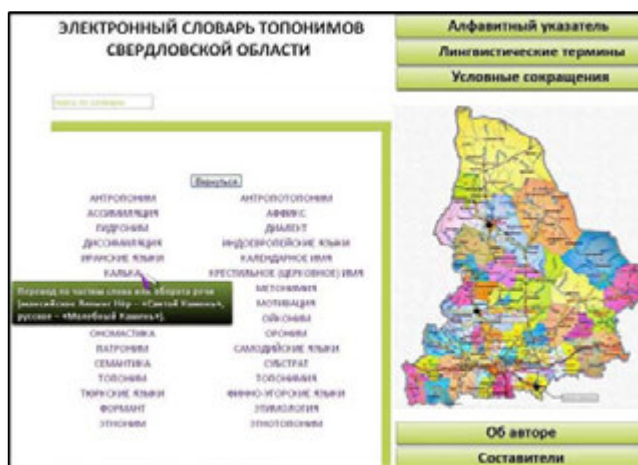 ЭЛЕКТРОННЫЙ СЛОВАРЬ ТОПОНИМОВ
СВЕРДЛОВСКОЙ ОБЛАСТИ
Алфавитный указатель
Лингвистические термины
Условные сокращения
Вернуться
АНТРОПОНИМ АНТРОПОТОПОНИМ
АССИМИЛЯЦИЯ АФФИКС
ГИДРОНИМ ДИАЛЕКТ
ДИССИМИЛЯЦИЯ ИНДОЕВРОПЕЙСКИЕ ЯЗЫКИ
ИРАНСКИЕ ЯЗЫКИ КАЛЕНДАРНОЕ ИМЯ
КАЛЬКА КРЕСТИЛЬНОЕ (ЦЕРКОВНОЕ) ИМЯ
МЕТОНИМИЯ
Перевод по частям слова или оборота речи
МОТИВАЦИЯ
русское – «Молебный Камень»).
ОЙКОНИМ
ОНОМАСТИКА ОРОНИМ
ПАТРОНИМ САМОДИЙСКИЕ ЯЗЫКИ
СЕМАНТИКА СУБСТРАТ
ТОПОНИМ ТОПОНИМИЯ
ТЮРКСКИЕ ЯЗЫКИ ФИННО-УГОРСКИЕ ЯЗЫКИ
ФОРМАНТ ЭТИМОЛОГИЯ
ЭТНОНИМ ЭТНОТОПОНИМ
Об авторе
Составители